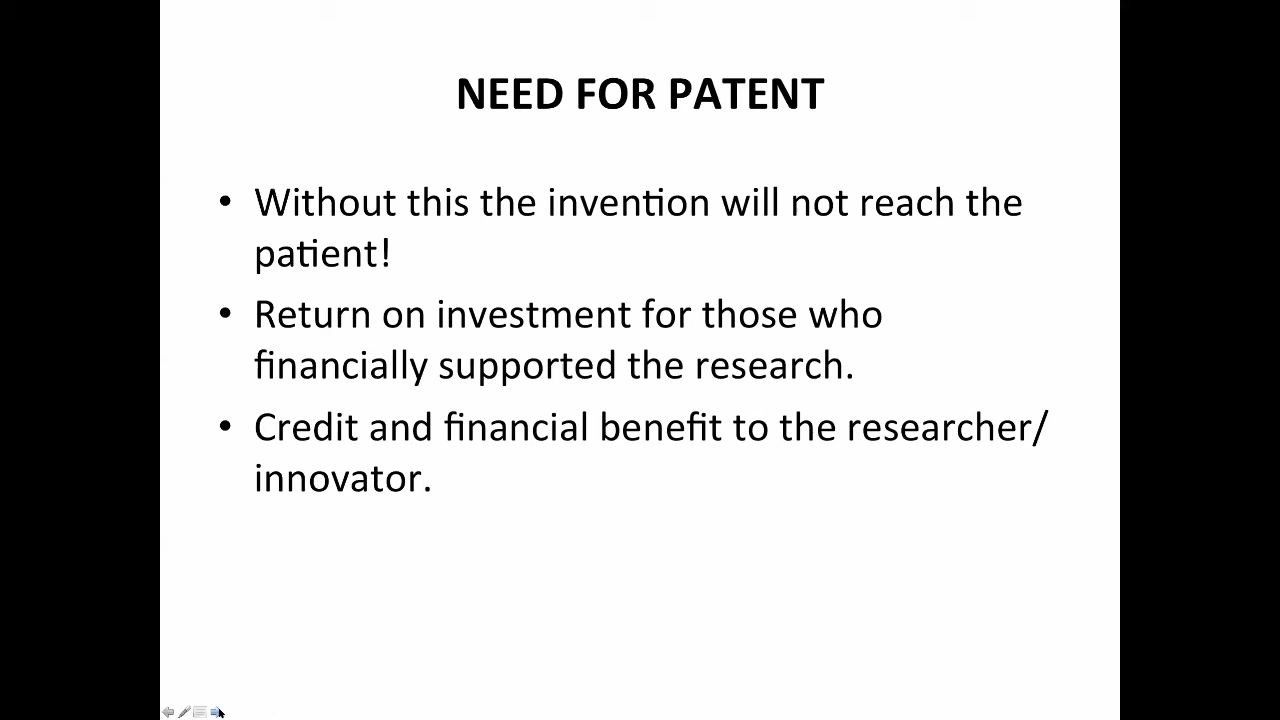 NEED FOR PATENT
• Without this the invention will not reach the
patient!
• Return on investment for those who
financially supported the research.
• Credit and financial benefit to the researcher/
innovator.